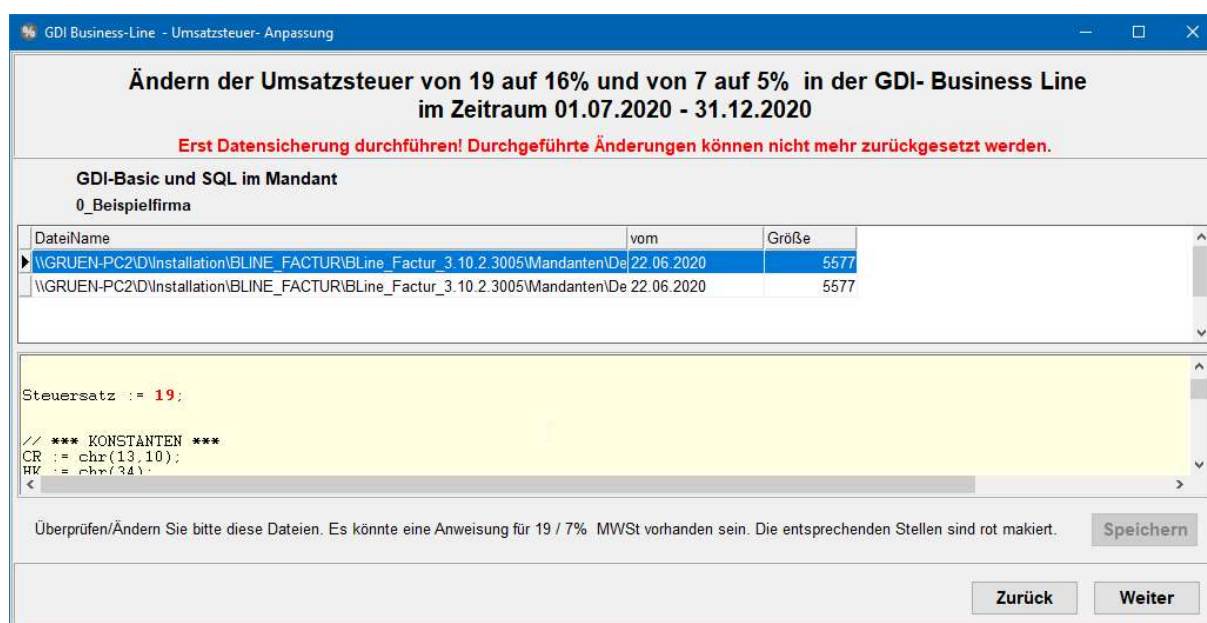 GDI Business-Line - Umsatzsteuer- Anpassung
Ändern der Umsatzsteuer von 19 auf 16% und von 7 auf 5% in der GDI- Business Line
im Zeitraum 01.07.2020 - 31.12.2020
Erst Datensicherung durchführen! Durchgeführte Änderungen können nicht mehr zurückgesetzt werden.
GDI-Basic und SQL im Mandant
0_Beispielfirma
DateiName vom Größe
\\GRUEN-PC2\D\Installation\BLINE_FACTUR\BLine_Factur_3.10.2.3005\Mandanten\De 22.06.2020 5577
\\GRUEN-PC2\D\Installation\BLINE_FACTUR\BLine_Factur_3.10.2.3005\Mandanten\De 22.06.2020 5577
Steuersatz := 19;
// *** KONSTANTEN ***
CR := chr(13,10);
HK := chr(34);
Überprüfen/Ändern Sie bitte diese Dateien. Es könnte eine Anweisung für 19 / 7% MWSt vorhanden sein. Die entsprechenden Stellen sind rot makiert.
Speichern
Zurück Weiter